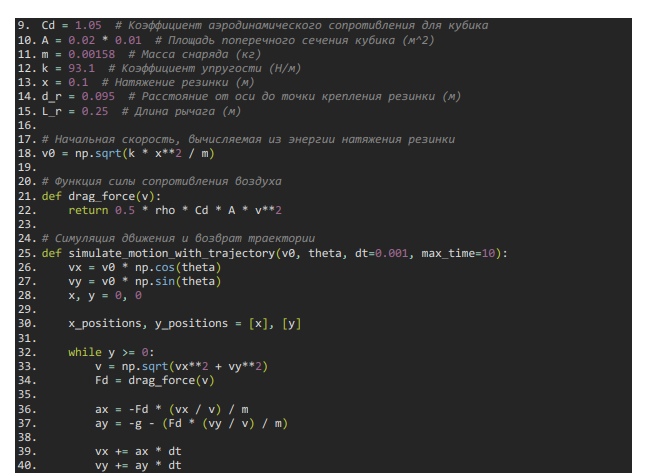 9. Cd = 1.05  # Коэффициент аэродинамического сопротивления для кубика
10. A = 0.02 * 0.01  # Площадь поперечного сечения кубика (м^2)
11. m = 0.00158  # Масса снаряда (кг)
12. k = 93.1  # Коэффициент упругости (Н/м)
13. x = 0.1  # Натяжение резинки (м)
14. d_r = 0.095  # Расстояние от оси до точки крепления резинки (м)
15. L_r = 0.25  # Длина рычага (м)
16.
17. # Начальная скорость, вычисляемая из энергии натяжения резинки
18. v0 = np.sqrt(k * x**2 / m)
19.
20. # Функция силы сопротивления воздуха
21. def drag_force(v):
22.     return 0.5 * rho * Cd * A * v**2
23.
24. # Симуляция движения и возврат траектории
25. def simulate_motion_with_trajectory(v0, theta, dt=0.001, max_time=10):
26.     vx = v0 * np.cos(theta)
27.     vy = v0 * np.sin(theta)
28.     x, y = 0, 0
29.
30.     x_positions, y_positions = [x], [y]
31.
32.     while y >= 0:
33.         v = np.sqrt(vx**2 + vy**2)
34.         Fd = drag_force(v)
35.
36.         ax = -Fd * (vx / v) / m
37.         ay = -g - (Fd * (vy / v) / m)
38.
39.         vx += ax * dt
40.         vy += ay * dt